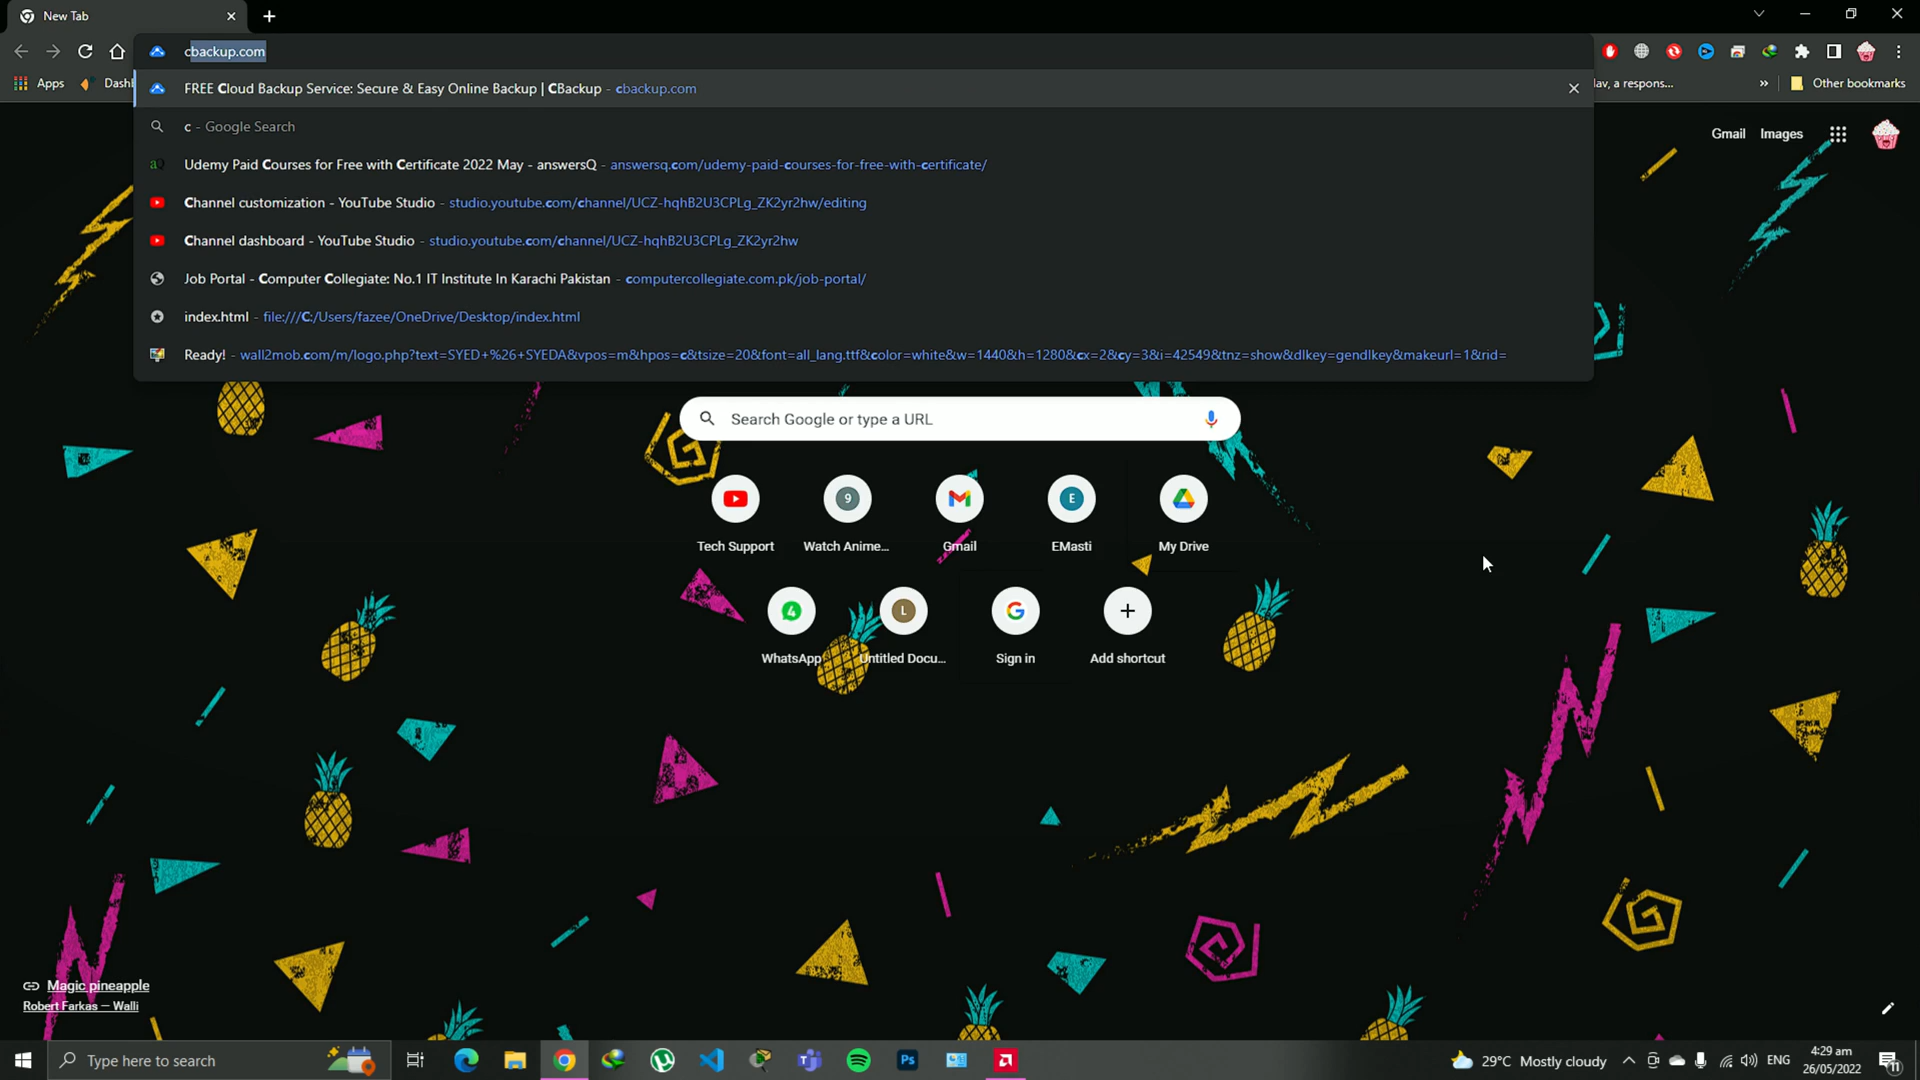 New Tab
cbackup.com
Apps
Dashl
lav, a respons...
»
Other bookmarks
FREE Cloud Backup Service: Secure & Easy Online Backup | CBackup - cbackup.com
c - Google Search
Udemy Paid Courses for Free with Certificate 2022 May - answersQ - answersq.com/udemy-paid-courses-for-free-with-certificate/
Channel customization - YouTube Studio - studio.youtube.com/channel/UCZ-hqhB2U3CPLg_ZK2yr2hw/editing
Channel dashboard - YouTube Studio - studio.youtube.com/channel/UCZ-hqhB2U3CPLg_ZK2yr2hw
Job Portal - Computer Collegiate: No.1 IT Institute In Karachi Pakistan - computercollegiate.com.pk/job-portal/
index.html - file:///C:/Users/fazee/OneDrive/Desktop/index.html
Ready! - wall2mob.com/m/logo.php?text=SYED+%26+SYEDA&vpos=m&hpos=c&tsize=20&font=all_lang.ttf&color=white&w=1440&h=1280&cx=2&cy=3&i=42549&tnz=show&dlkey=gendlkey&makeurl=1&rid=
Gmail Images
Search Google or type a URL
9 E
Tech Support Watch Anime... Gmail EMasti My Drive
4 L
WhatsApp Untitled Docu... Sign in Add shortcut
Magic pineapple
Robert Farkas — Walli
Type here to search
Ps
29°C Mostly cloudy
ENG
4:29 am
26/05/2022
11